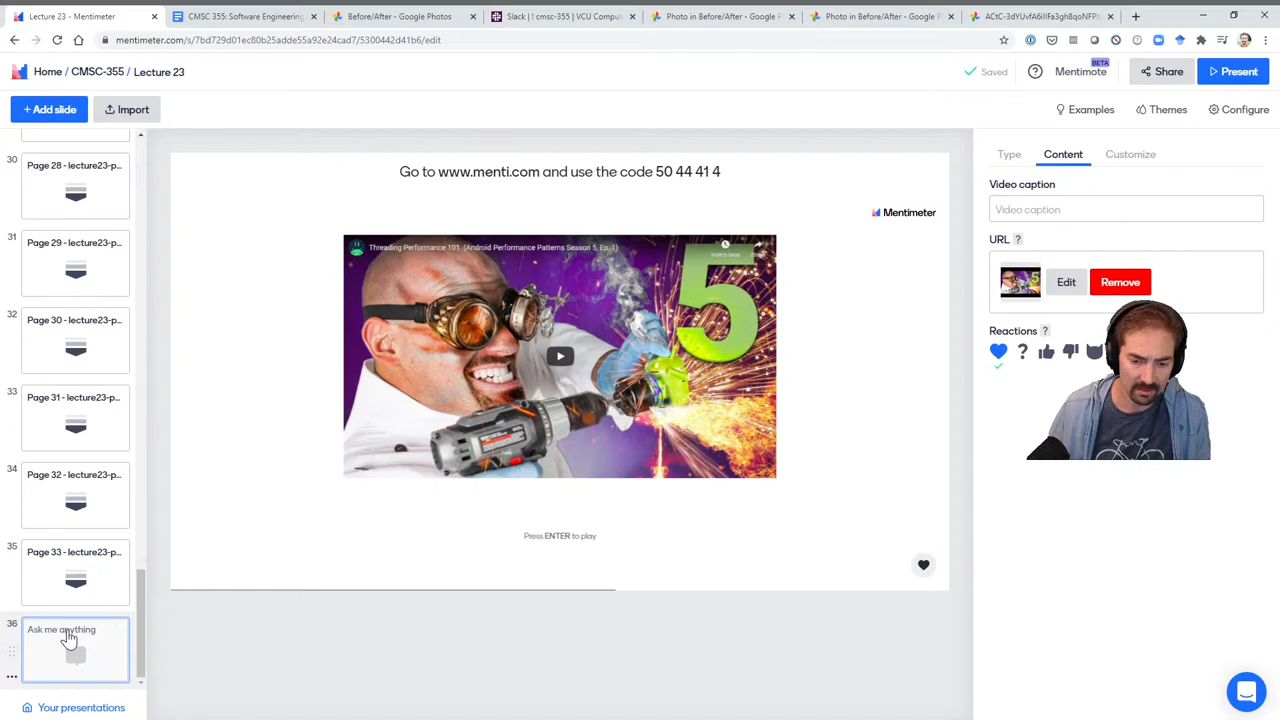 Lecture 23 - Mentimeter
CMSC 355: Software Engineering
Before/After - Google Photos
Slack | ! cmsc-355 | VCU Comput
Photo in Before/After - Google P
Photo in Before/After - Google P
mentimeter.com/s/7bd729d01ec80b25adde55a92e24cad7/5300442d41b6/edit
Home / CMSC-355 / Lecture 23
Saved
Mentimote
BETA
Share
Present
+ Add slide
Import
Examples
Themes
Configure
30
Page 28 - lecture23-p...
31
Page 29 - lecture23-p...
32
Page 30 - lecture23-p...
33
Page 31 - lecture23-p...
34
Page 32 - lecture23-p...
35
Page 33 - lecture23-p...
36
Ask me anything
Your presentations
Go to www.menti.com and use the code 50 44 41 4
Mentimeter
Threading Performance 101. (Android Performance Patterns Season 5, Ep. 1)
Watch later
5
Press ENTER to play
Type
Content
Customize
Video caption
Video caption
URL ?
Edit
Remove
Reactions ?